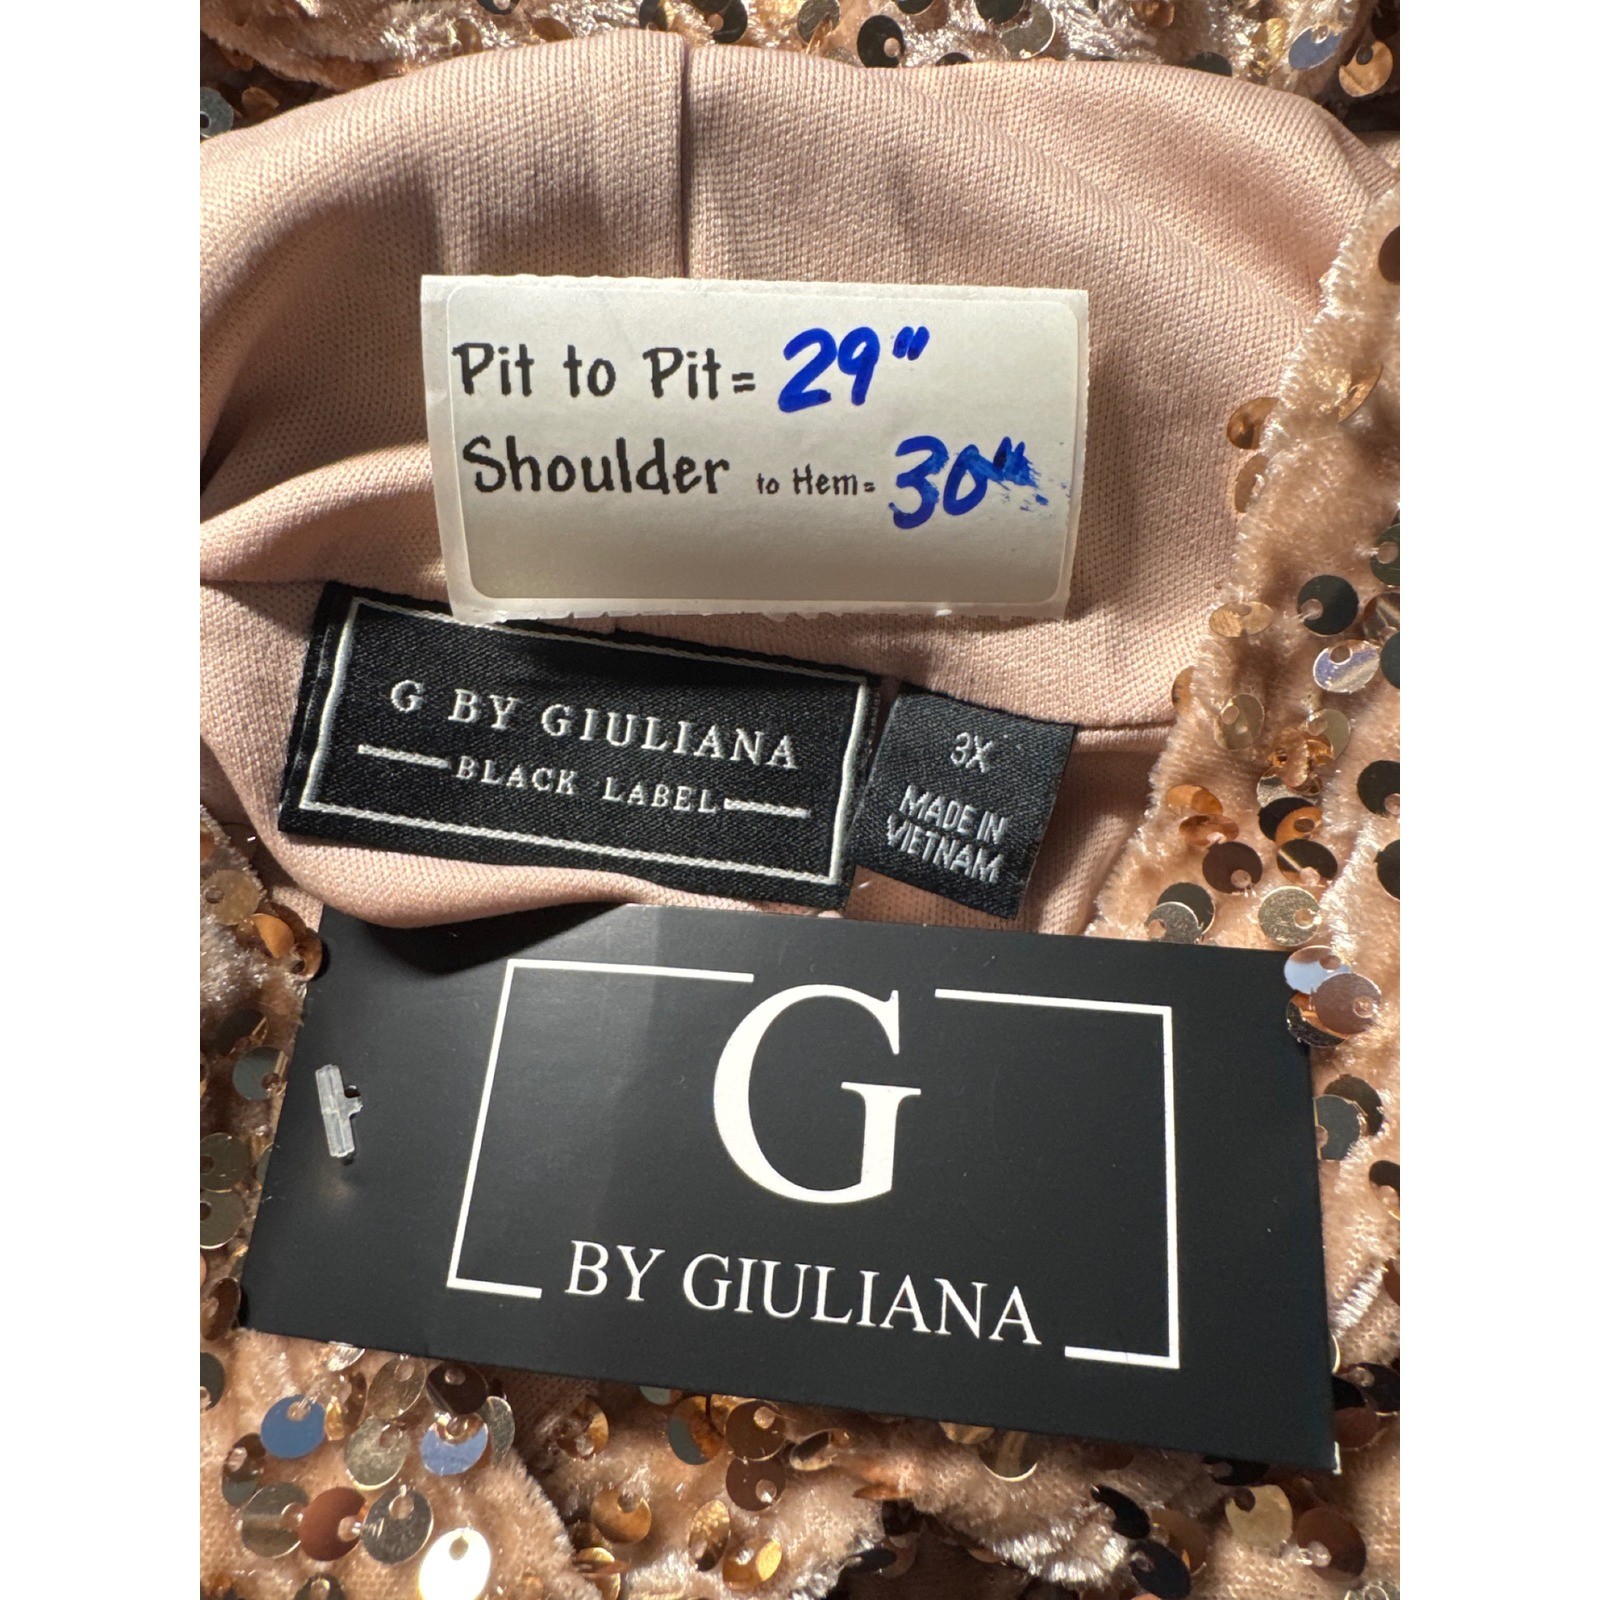 Pit to Pit= 29"
Shoulder to Hem= 30"
G BY GIULIANA
BLACK LABEL
3X
MADE IN
VIETNAM
G
BY GIULIANA